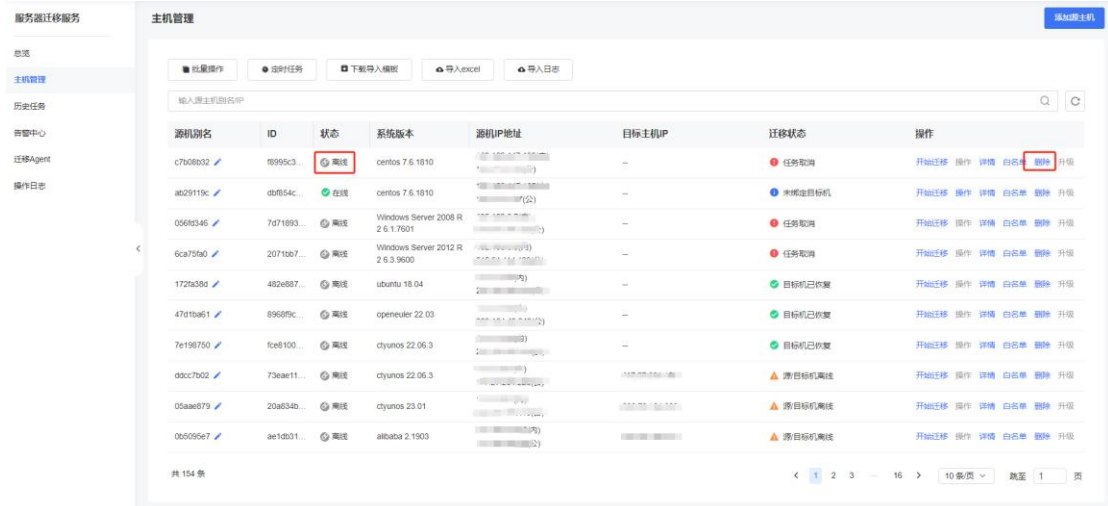 服务器迁移服务
主机管理
添加源主机
总览
主机管理
历史任务
告警中心
迁移Agent
操作日志
批量操作 定时任务 下载导入模板 导入excel 导入日志
输入源主机别名/IP
源机别名 ID 状态 系统版本 源机IP地址 目标主机IP 迁移状态 操作
c7b08b32 f8995c3... 离线 centos 7.6.1810 -- 任务取消 开始迁移 操作 详情 白名单 删除 升级
ab29119c dbf854c... 在线 centos 7.6.1810 (公) -- 未绑定目标机 开始迁移 操作 详情 白名单 删除 升级
056fd346 7d71893... 离线 Windows Server 2008 R
2 6.1.7601 -- 任务取消 开始迁移 操作 详情 白名单 删除 升级
6ca75fa0 2071bb7... 离线 Windows Server 2012 R
2 6.3.9600 -- 任务取消 开始迁移 操作 详情 白名单 删除 升级
172fa38d 482e887... 离线 ubuntu 18.04 内) -- 目标机已恢复 开始迁移 操作 详情 白名单 删除 升级
47d1ba61 8968f9c... 离线 openeuler 22.03 -- 目标机已恢复 开始迁移 操作 详情 白名单 删除 升级
7e198750 fce8100... 离线 ctyunos 22.06.3 -- 目标机已恢复 开始迁移 操作 详情 白名单 删除 升级
ddcc7b02 73eae11... 离线 ctyunos 22.06.3 源/目标机离线 开始迁移 操作 详情 白名单 删除 升级
05aae879 20a834b... 离线 ctyunos 23.01 源/目标机离线 开始迁移 操作 详情 白名单 删除 升级
0b5095e7 ae1db31... 离线 alibaba 2.1903 内) 公) 源/目标机离线 开始迁移 操作 详情 白名单 删除 升级
共 154 条 < 1 2 3 ... 16 > 10 条/页 跳至 1 页